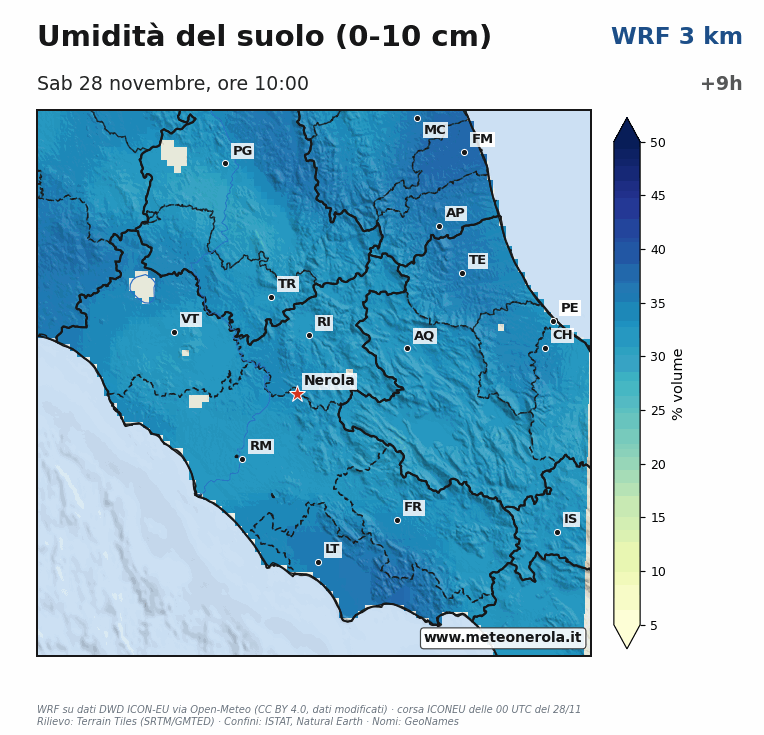 Umidità del suolo (0-10 cm)
WRF 3 km
Sab 28 novembre, ore 10:00
+9h
MC
FM
PG
AP
TE
TR
PE
VT
RI
AQ
CH
Nerola
RM
FR
IS
LT
www.meteonerola.it
50
45
40
35
30
25
20
15
10
5
% volume
WRF su dati DWD ICON-EU via Open-Meteo (CC BY 4.0, dati modificati) · corsa ICONEU delle 00 UTC del 28/11
Rilievo: Terrain Tiles (SRTM/GMTED) · Confini: ISTAT, Natural Earth · Nomi: GeoNames